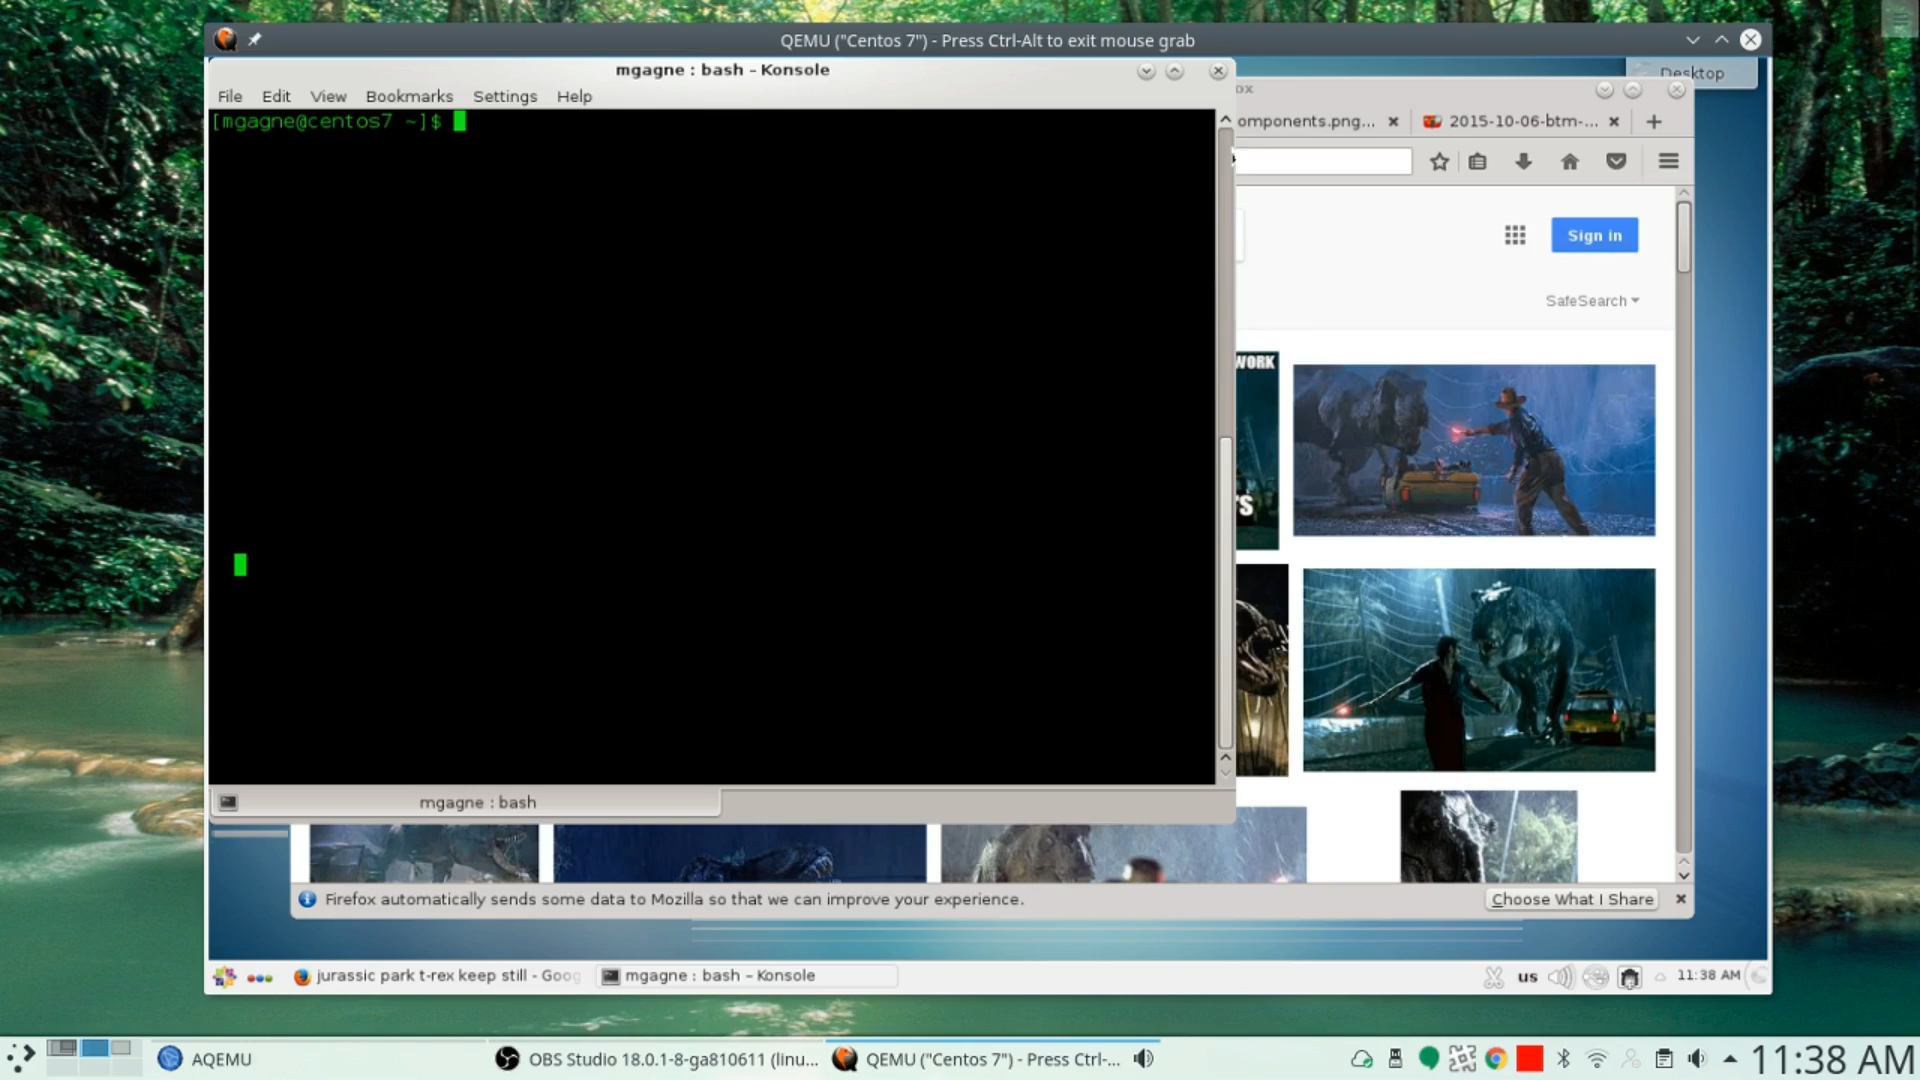 QEMU ("Centos 7") - Press Ctrl-Alt to exit mouse grab
mgagne : bash – Konsole
Desktop
File Edit View Bookmarks Settings Help
ox
[mgagne@centos7 ~]$
omponents.png...
2015-10-06-btm-...
Sign in
SafeSearch
WORK
'S
mgagne : bash
Firefox automatically sends some data to Mozilla so that we can improve your experience.
Choose What I Share
jurassic park t-rex keep still - Goog
mgagne : bash – Konsole
us
11:38 AM
AQEMU
OBS Studio 18.0.1-8-ga810611 (linu...
QEMU ("Centos 7") - Press Ctrl-...
11:38 AM